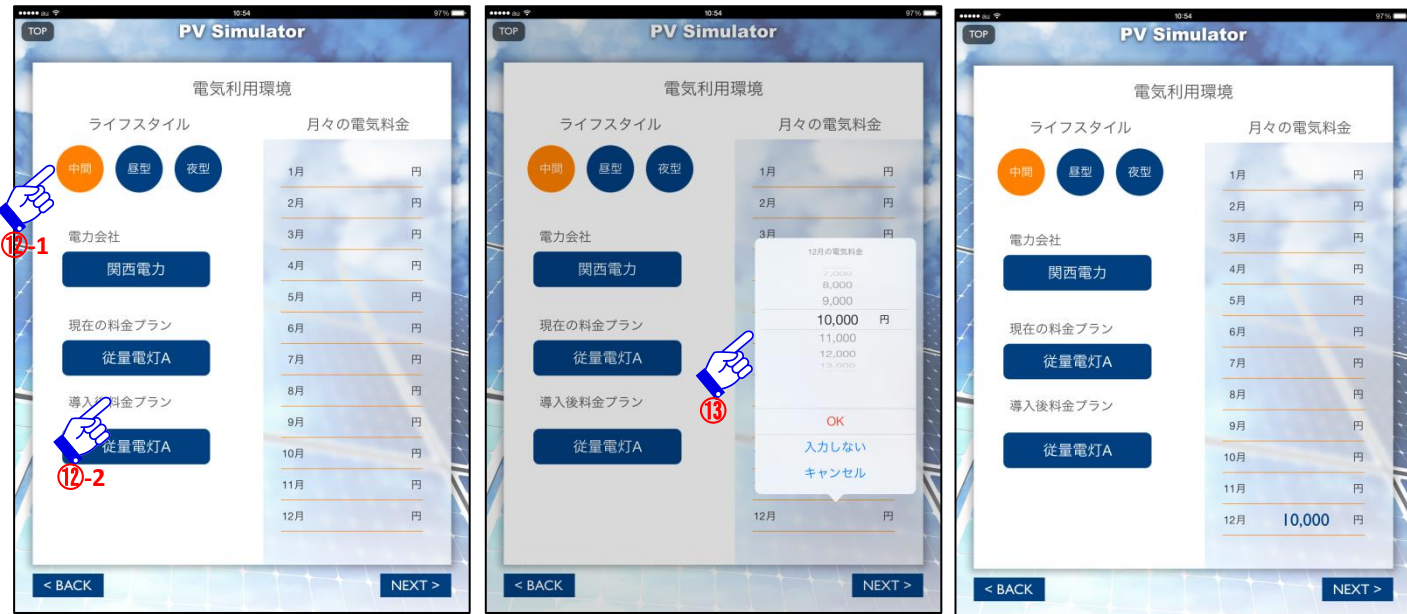 au 10:54 97%
TOP PV Simulator
電気利用環境
ライフスタイル 月々の電気料金
中間 昼型 夜型
1月 円
2月 円
⑫-1
電力会社
3月 円
関西電力
4月 円
5月 円
現在の料金プラン
6月 円
従量電灯A
7月 円
8月 円
導入後料金プラン
9月 円
従量電灯A
10月 円
⑫-2
11月 円
12月 円
< BACK NEXT >
au 10:54 97%
TOP PV Simulator
電気利用環境
ライフスタイル 月々の電気料金
中間 昼型 夜型
1月 円
2月 円
電力会社
3月 円
関西電力
現在の料金プラン
従量電灯A
導入後料金プラン
従量電灯A
12月の電気料金
7,000
8,000
9,000
10,000 円
11,000
12,000
13,000
⑬
OK
入力しない
キャンセル
12月 円
< BACK NEXT >
au 10:54 97%
TOP PV Simulator
電気利用環境
ライフスタイル 月々の電気料金
中間 昼型 夜型
1月 円
2月 円
電力会社
3月 円
関西電力
4月 円
5月 円
現在の料金プラン
6月 円
従量電灯A
7月 円
8月 円
導入後料金プラン
9月 円
従量電灯A
10月 円
11月 円
12月 10,000 円
< BACK NEXT >